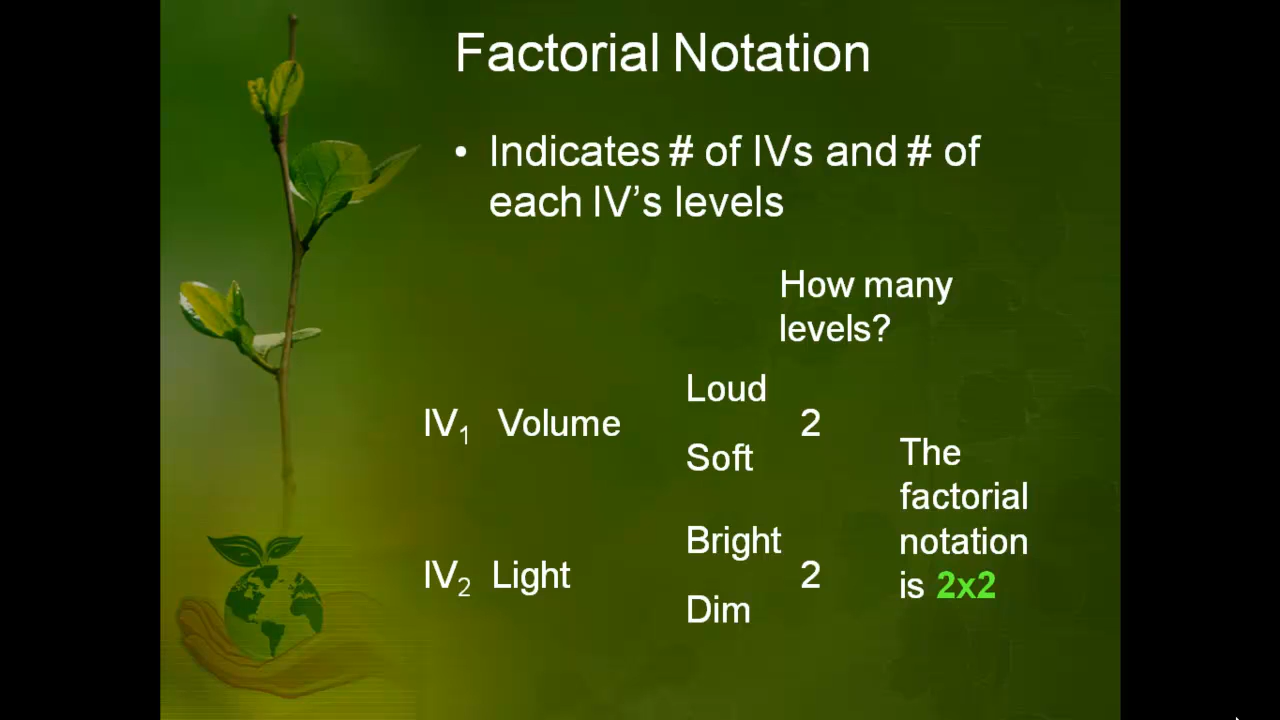 Factorial Notation
• Indicates # of IVs and # of
each IV’s levels
How many
levels?
Loud
IV₁ Volume 2
Soft
Bright
IV₂ Light 2
Dim
The
factorial
notation
is 2x2